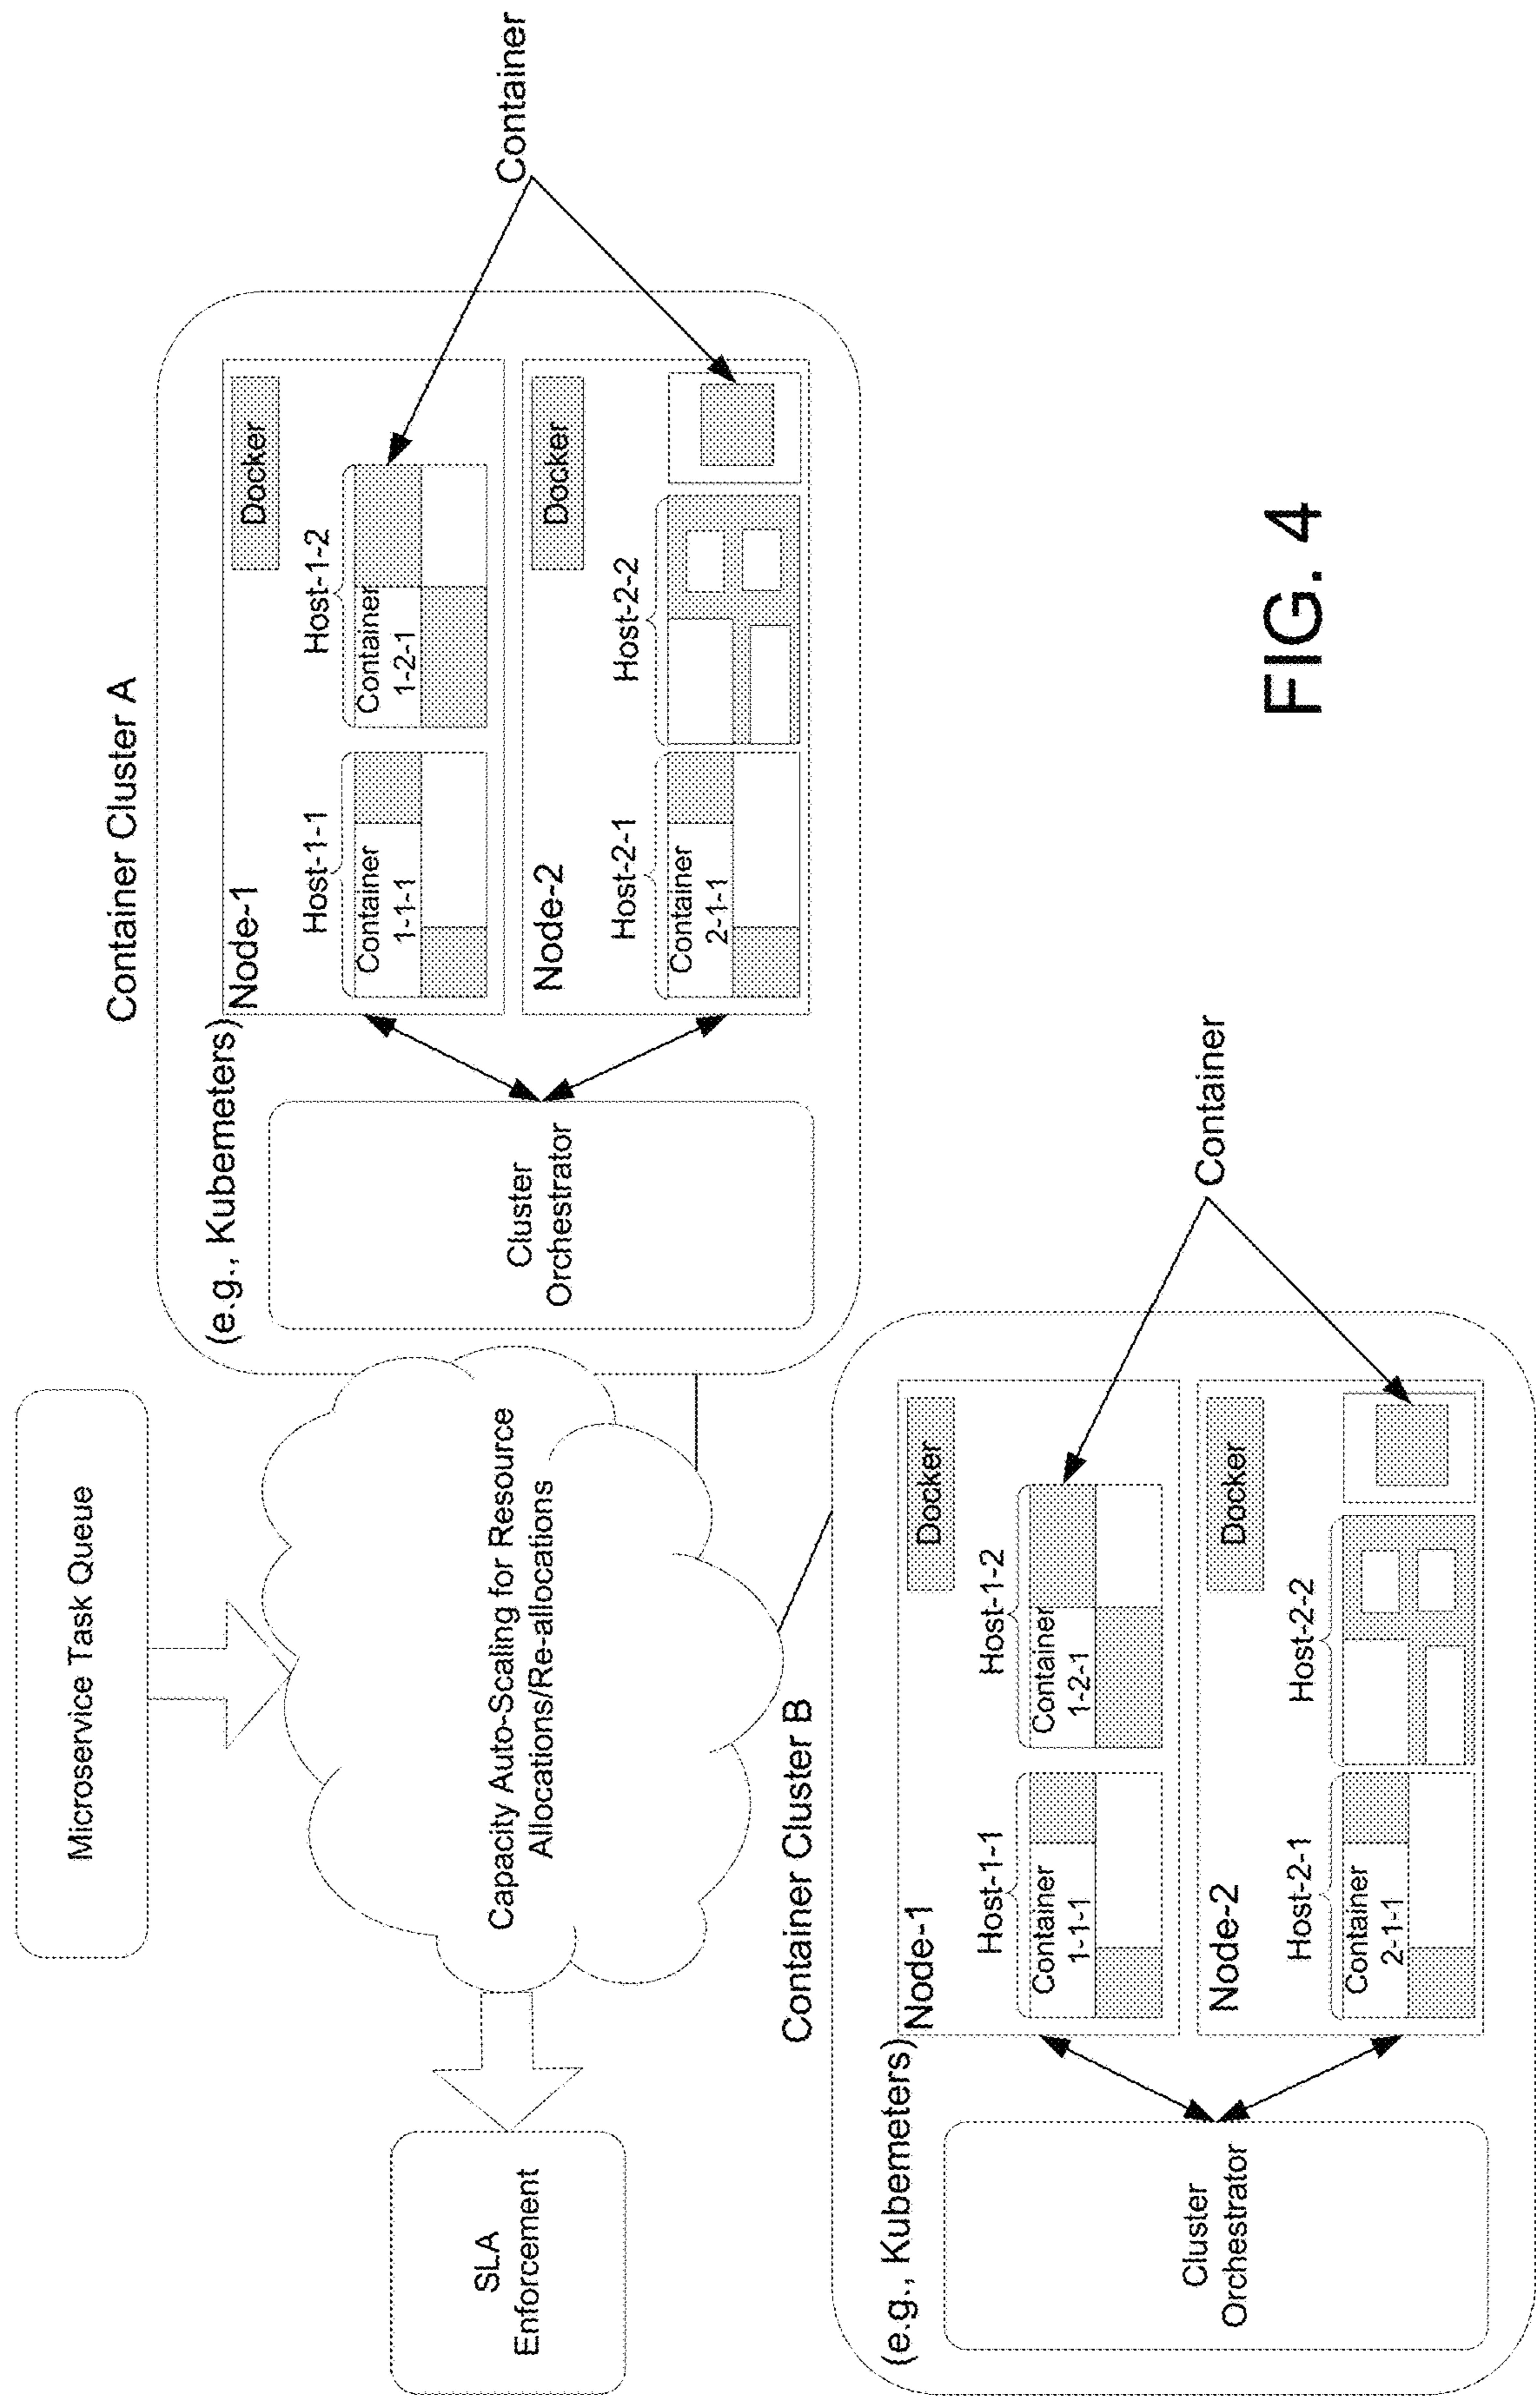 Microservice Task Queue
SLA
Enforcement
Capacity Auto-Scaling for Resource
Allocations/Re-allocations
Container Cluster A
(e.g., Kubemeters)
Cluster
Orchestrator
Node-1
Docker
Host-1-1
Host-1-2
Container
1-1-1
Container
1-2-1
Node-2
Docker
Host-2-1
Host-2-2
Container
2-1-1
Container
Container Cluster B
(e.g., Kubemeters)
Cluster
Orchestrator
Node-1
Docker
Host-1-1
Host-1-2
Container
1-1-1
Container
1-2-1
Node-2
Docker
Host-2-1
Host-2-2
Container
2-1-1
Container
FIG. 4